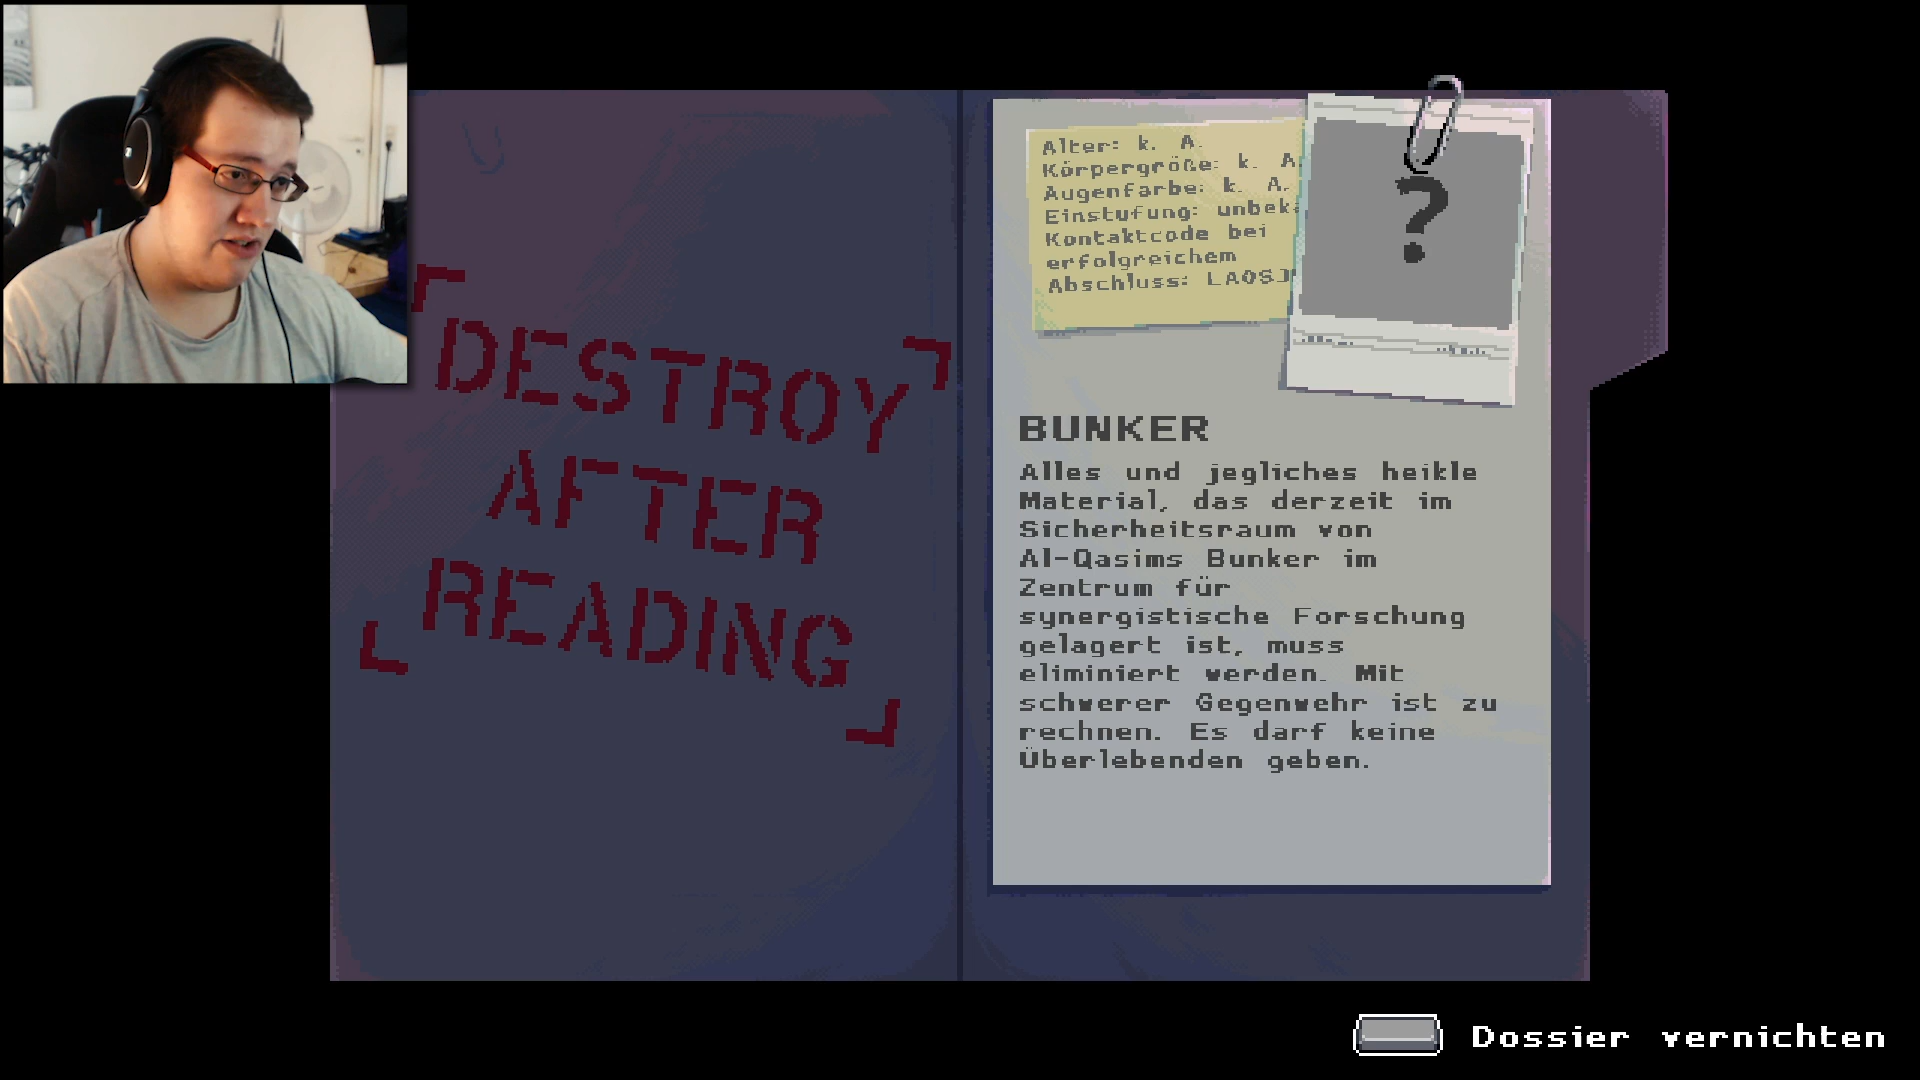 DESTROY
AFTER
READING
Alter: k. A.
Körpergröße: k. A.
Augenfarbe: k. A.
Einstufung:
Kontaktcode bei
erfolgreichem
Abschluss:
BUNKER
Alles und jegliches heikle
Material, das derzeit im
Sicherheitsraum von
Al-Qasims Bunker im
Zentrum für
synergistische Forschung
gelagert ist, muss
eliminiert werden. Mit
schwerer Gegenwehr ist zu
rechnen. Es darf keine
Überlebenden geben.
Dossier vernichten